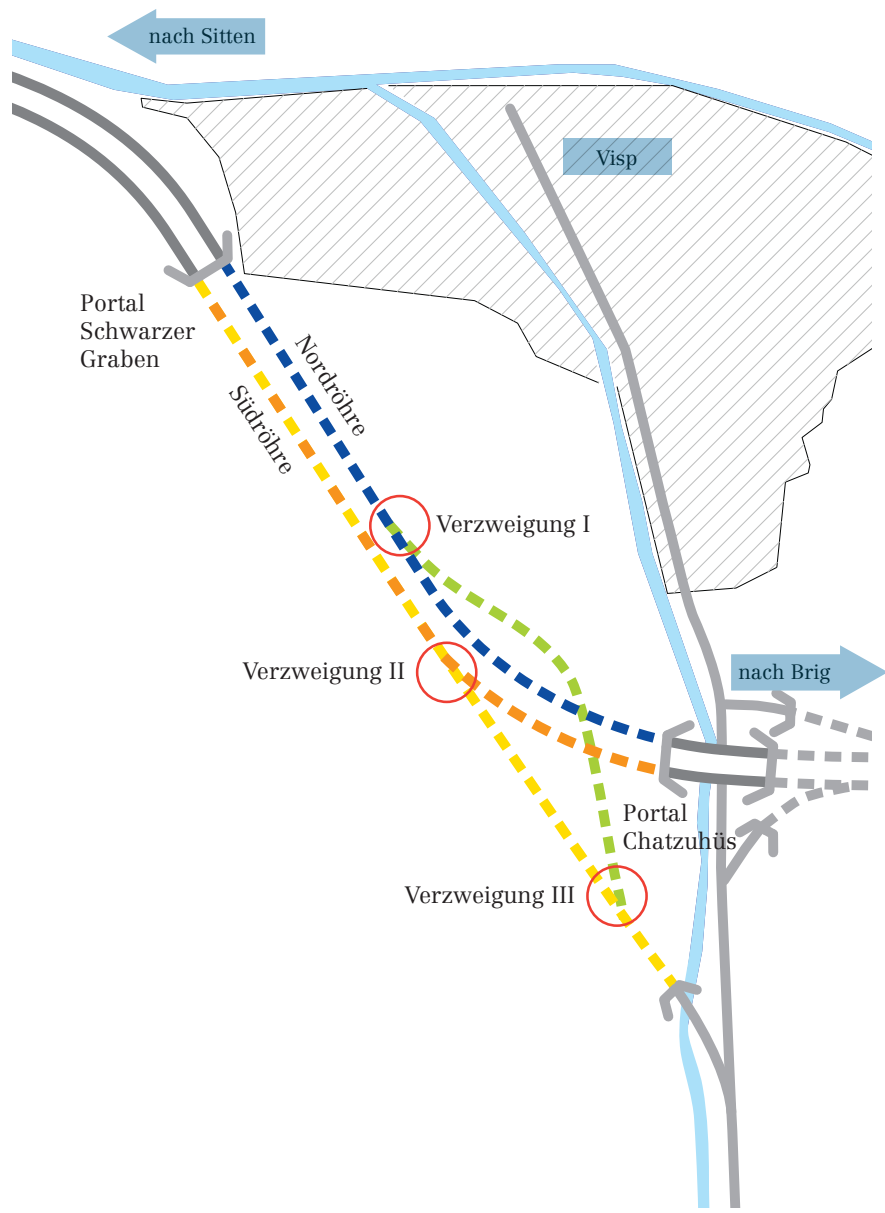 nach Sitten
Visp
Portal
Schwarzer
Graben
Nordröhre
Südröhre
Verzweigung I
Verzweigung II
nach Brig
Portal
Chatzuhüs
Verzweigung III